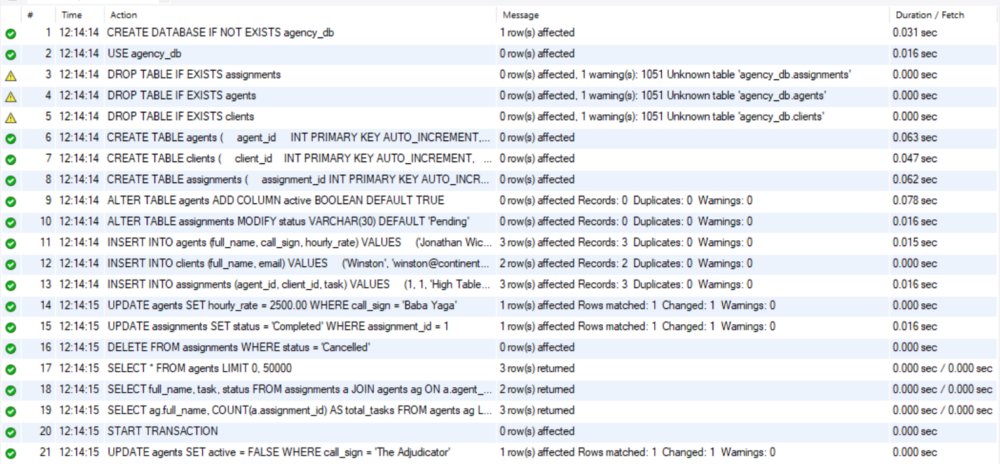 # Time Action Message Duration / Fetch
1 12:14:14 CREATE DATABASE IF NOT EXISTS agency_db 1 row(s) affected 0.031 sec
2 12:14:14 USE agency_db 0 row(s) affected 0.016 sec
3 12:14:14 DROP TABLE IF EXISTS assignments 0 row(s) affected, 1 warning(s): 1051 Unknown table 'agency_db.assignments' 0.000 sec
4 12:14:14 DROP TABLE IF EXISTS agents 0 row(s) affected, 1 warning(s): 1051 Unknown table 'agency_db.agents' 0.000 sec
5 12:14:14 DROP TABLE IF EXISTS clients 0 row(s) affected, 1 warning(s): 1051 Unknown table 'agency_db.clients' 0.000 sec
6 12:14:14 CREATE TABLE agents ( agent_id INT PRIMARY KEY AUTO_INCREMENT,... 0 row(s) affected 0.063 sec
7 12:14:14 CREATE TABLE clients ( client_id INT PRIMARY KEY AUTO_INCREMENT, ... 0 row(s) affected 0.047 sec
8 12:14:14 CREATE TABLE assignments ( assignment_id INT PRIMARY KEY AUTO_INCR... 0 row(s) affected 0.062 sec
9 12:14:14 ALTER TABLE agents ADD COLUMN active BOOLEAN DEFAULT TRUE 0 row(s) affected Records: 0 Duplicates: 0 Warnings: 0 0.078 sec
10 12:14:14 ALTER TABLE assignments MODIFY status VARCHAR(30) DEFAULT 'Pending' 0 row(s) affected Records: 0 Duplicates: 0 Warnings: 0 0.016 sec
11 12:14:14 INSERT INTO agents (full_name, call_sign, hourly_rate) VALUES ('Jonathan Wic... 3 row(s) affected Records: 3 Duplicates: 0 Warnings: 0 0.015 sec
12 12:14:14 INSERT INTO clients (full_name, email) VALUES ('Winston', 'winston@continent... 2 row(s) affected Records: 2 Duplicates: 0 Warnings: 0 0.000 sec
13 12:14:14 INSERT INTO assignments (agent_id, client_id, task) VALUES (1, 1, 'High Table... 3 row(s) affected Records: 3 Duplicates: 0 Warnings: 0 0.016 sec
14 12:14:15 UPDATE agents SET hourly_rate = 2500.00 WHERE call_sign = 'Baba Yaga' 1 row(s) affected Rows matched: 1 Changed: 1 Warnings: 0 0.000 sec
15 12:14:15 UPDATE assignments SET status = 'Completed' WHERE assignment_id = 1 1 row(s) affected Rows matched: 1 Changed: 1 Warnings: 0 0.016 sec
16 12:14:15 DELETE FROM assignments WHERE status = 'Cancelled' 0 row(s) affected 0.000 sec
17 12:14:15 SELECT * FROM agents LIMIT 0, 50000 3 row(s) returned 0.000 sec / 0.000 sec
18 12:14:15 SELECT full_name, task, status FROM assignments a JOIN agents ag ON a.agent_... 2 row(s) returned 0.000 sec / 0.000 sec
19 12:14:15 SELECT ag.full_name, COUNT(a.assignment_id) AS total_tasks FROM agents ag L... 3 row(s) returned 0.000 sec / 0.000 sec
20 12:14:15 START TRANSACTION 0 row(s) affected 0.000 sec
21 12:14:15 UPDATE agents SET active = FALSE WHERE call_sign = 'The Adjudicator' 1 row(s) affected Rows matched: 1 Changed: 1 Warnings: 0 0.000 sec